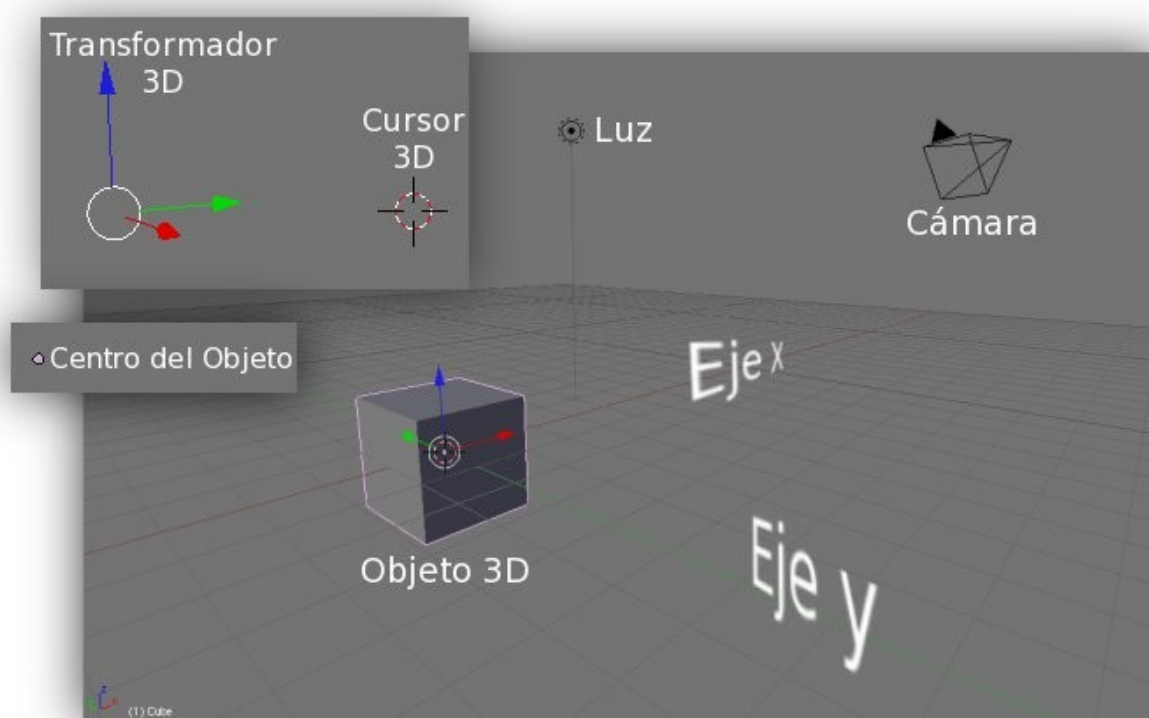 Transformador
3D
Cursor
3D
Luz
Cámara
Centro del Objeto
Eje x
Objeto 3D
Eje y
z
(1) Cube